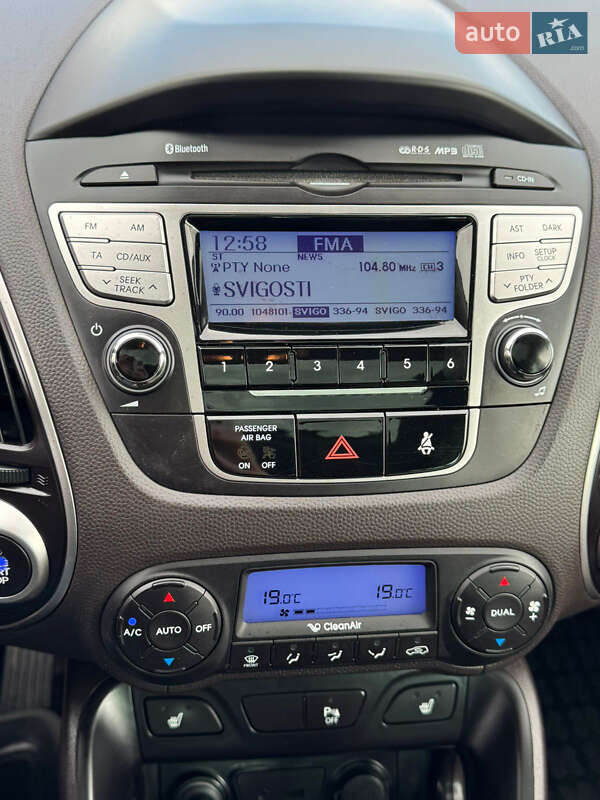 auto RIA .com
Bluetooth
RDS MP3
CD-IN
FM AM
TA CD/AUX
SEEK TRACK
12:58 FMA
ST NEWS
PTY None 104.80 MHz CH3
SVIGOSTI
90.00 1048101 SVIGO 336-94 SVIGO 336-94
AST DARK
INFO SETUP CLOCK
PTY FOLDER
1 2 3 4 5 6
PASSENGER AIR BAG
ON OFF
A/C AUTO OFF
19.0°C 19.0°C
CleanAir
DUAL
FRONT
OFF